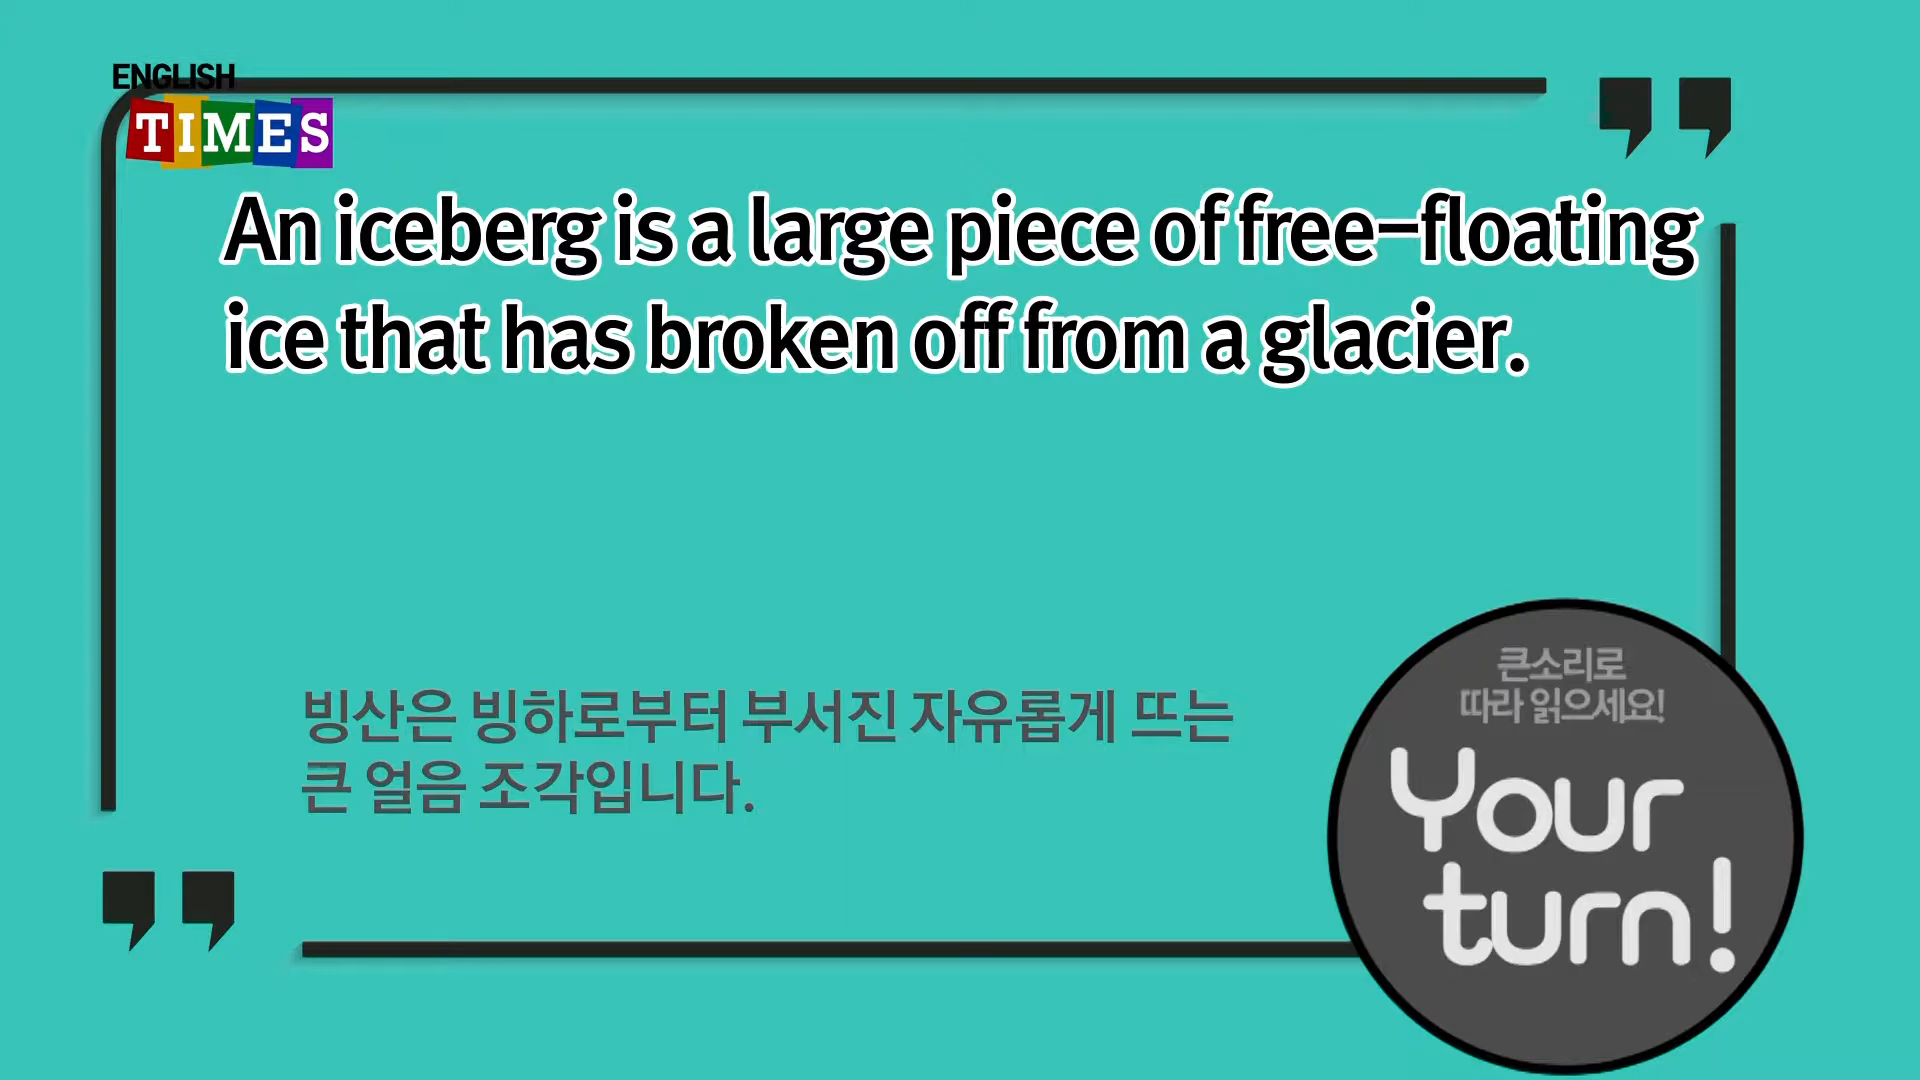 ENGLISH
TIMES
An iceberg is a large piece of free-floating
ice that has broken off from a glacier.
빙산은 빙하로부터 부서진 자유롭게 뜨는
큰 얼음 조각입니다.
큰소리로
따라 읽으세요!
Your
turn!